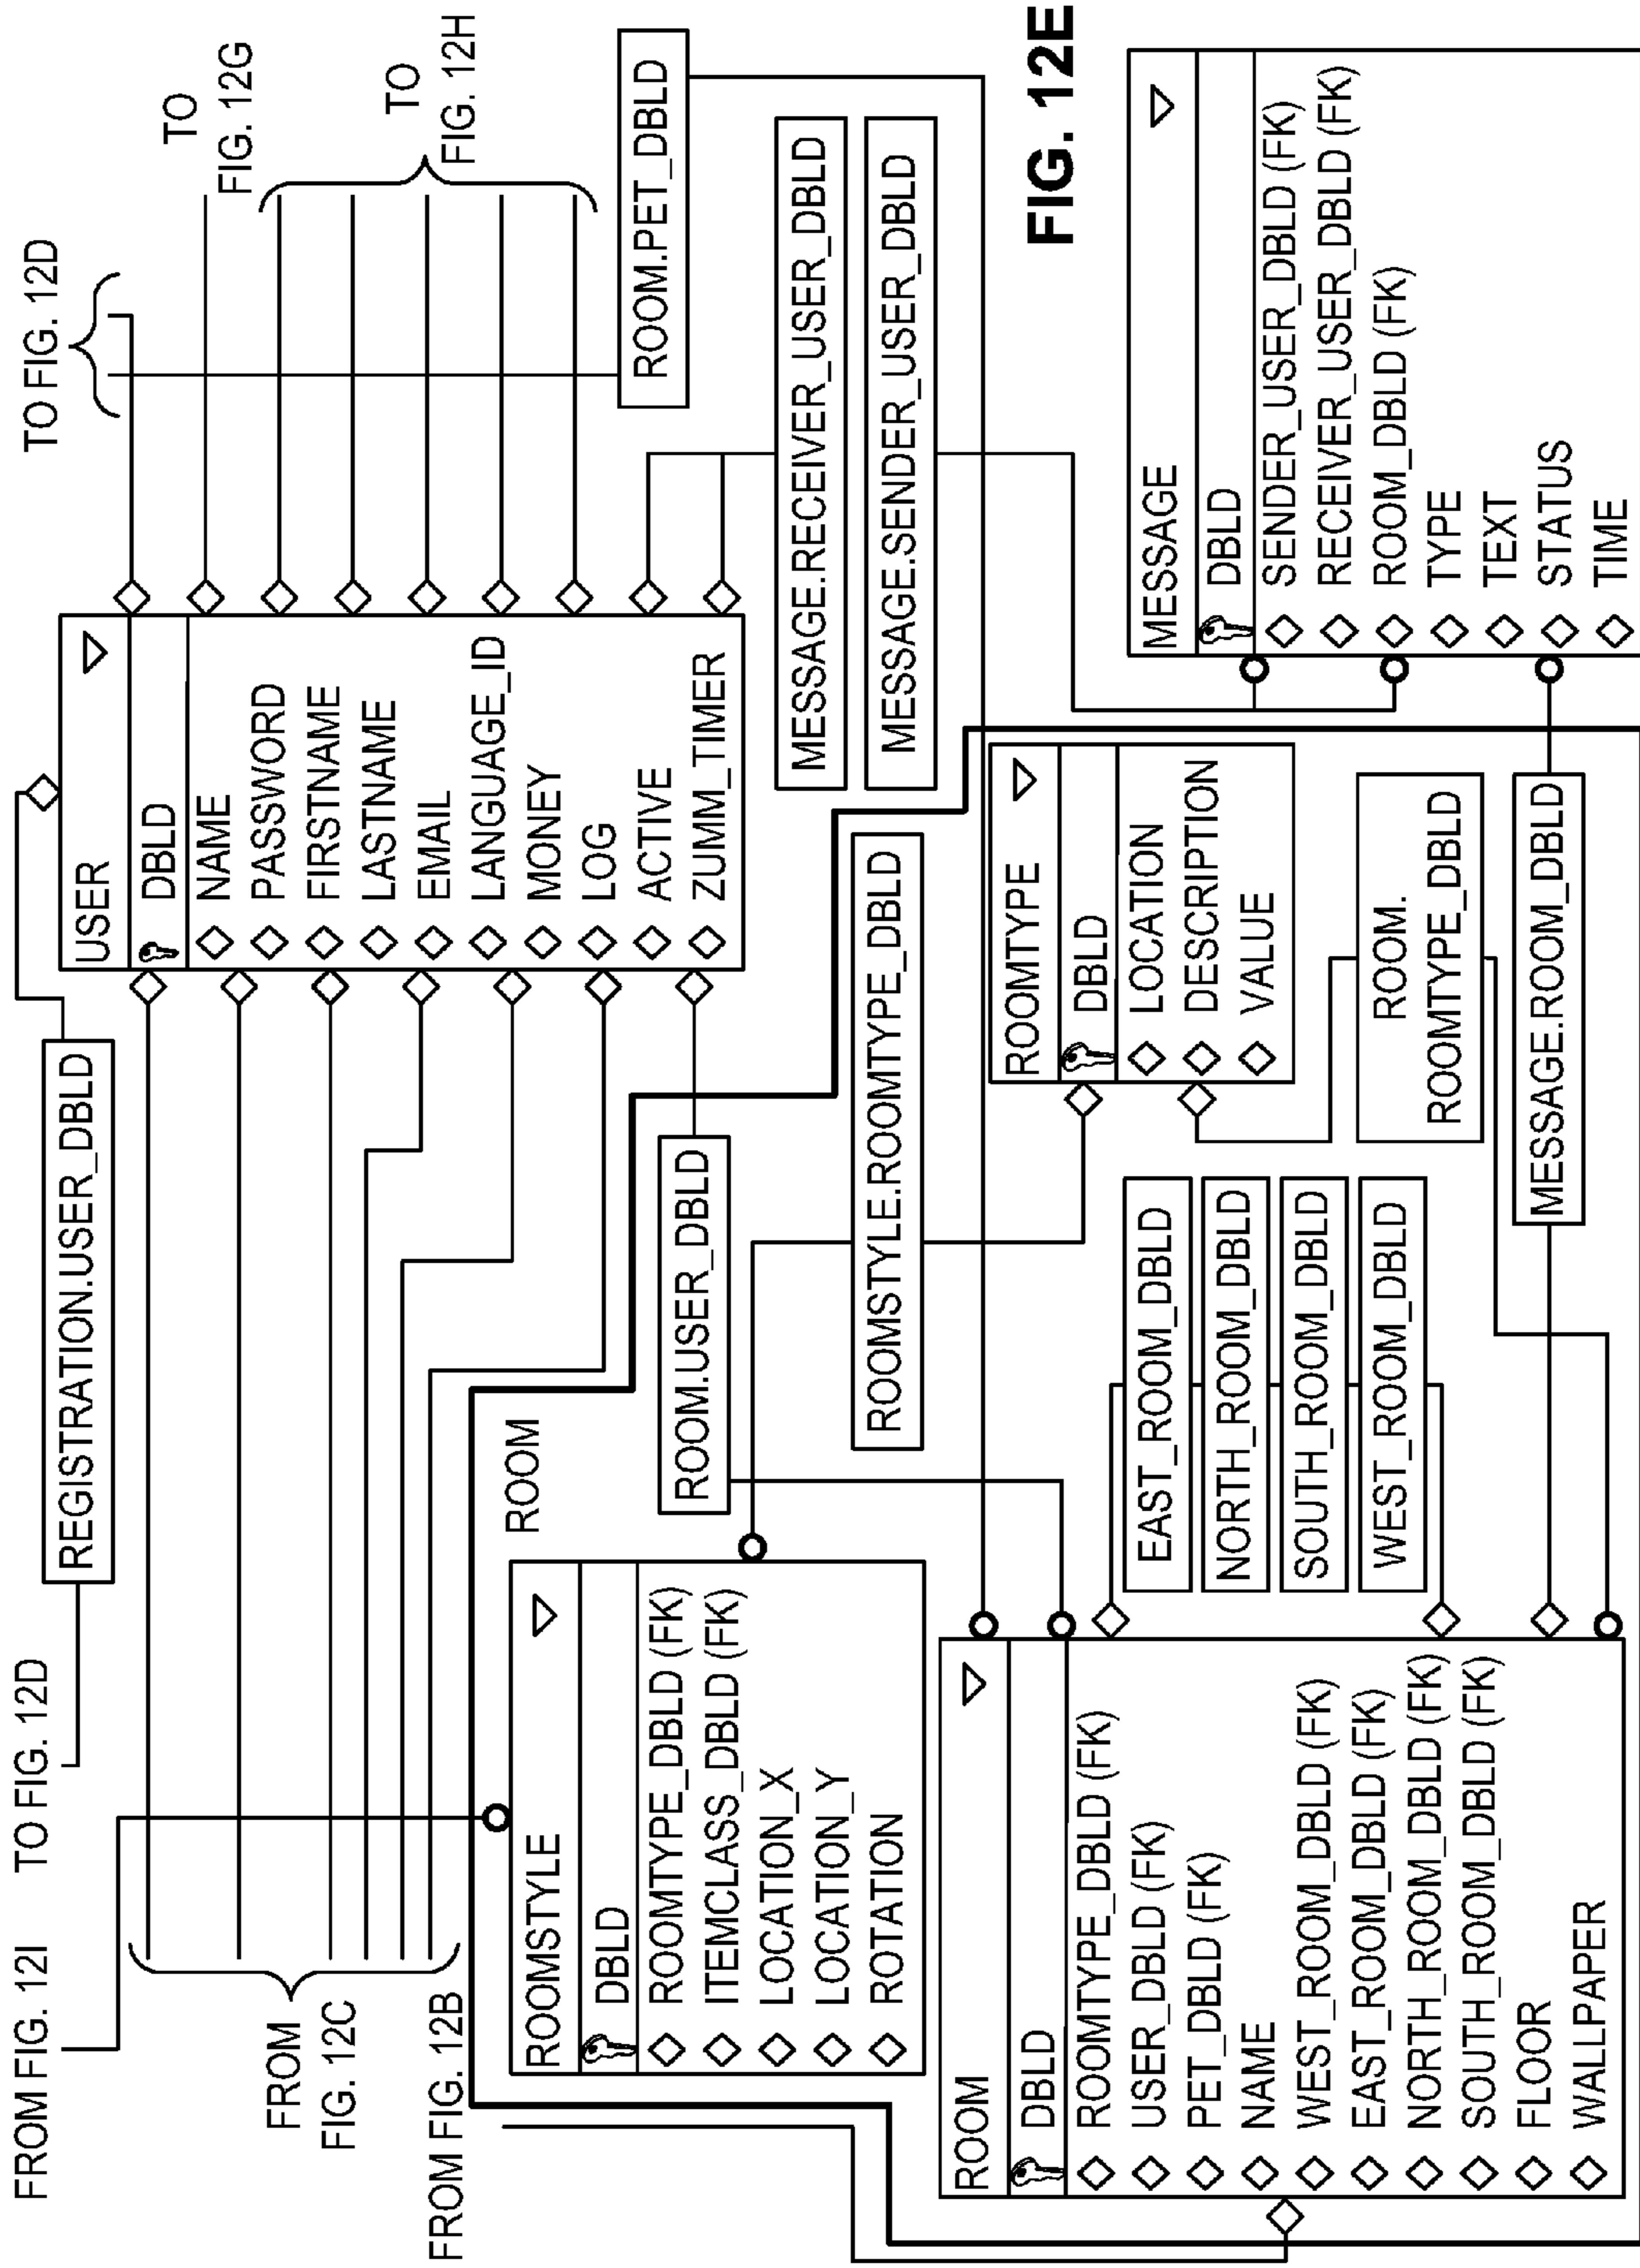 FROM FIG. 12I
TO FIG. 12D
REGISTRATION.USER_DBLD
TO FIG. 12D
TO
FIG. 12G
TO
FIG. 12H
FROM
FIG. 12C
FROM FIG. 12B
USER
DBLD
NAME
PASSWORD
FIRSTNAME
LASTNAME
EMAIL
LANGUAGE_ID
MONEY
LOG
ACTIVE
ZUMM_TIMER
ROOM.PET_DBLD
MESSAGE.RECEIVER_USER_DBLD
MESSAGE.SENDER_USER_DBLD
ROOM
ROOMSTYLE
DBLD
ROOMTYPE_DBLD (FK)
ITEMCLASS_DBLD (FK)
LOCATION_X
LOCATION_Y
ROTATION
ROOM.USER_DBLD
ROOMSTYLE.ROOMTYPE_DBLD
ROOMTYPE
DBLD
LOCATION
DESCRIPTION
VALUE
FIG. 12E
ROOM
DBLD
ROOMTYPE_DBLD (FK)
USER_DBLD (FK)
PET_DBLD (FK)
NAME
WEST_ROOM_DBLD (FK)
EAST_ROOM_DBLD (FK)
NORTH_ROOM_DBLD (FK)
SOUTH_ROOM_DBLD (FK)
FLOOR
WALLPAPER
EAST_ROOM_DBLD
NORTH_ROOM_DBLD
SOUTH_ROOM_DBLD
WEST_ROOM_DBLD
ROOM.
ROOMTYPE_DBLD
MESSAGE.ROOM_DBLD
MESSAGE
DBLD
SENDER_USER_DBLD (FK)
RECEIVER_USER_DBLD (FK)
ROOM_DBLD (FK)
TYPE
TEXT
STATUS
TIME